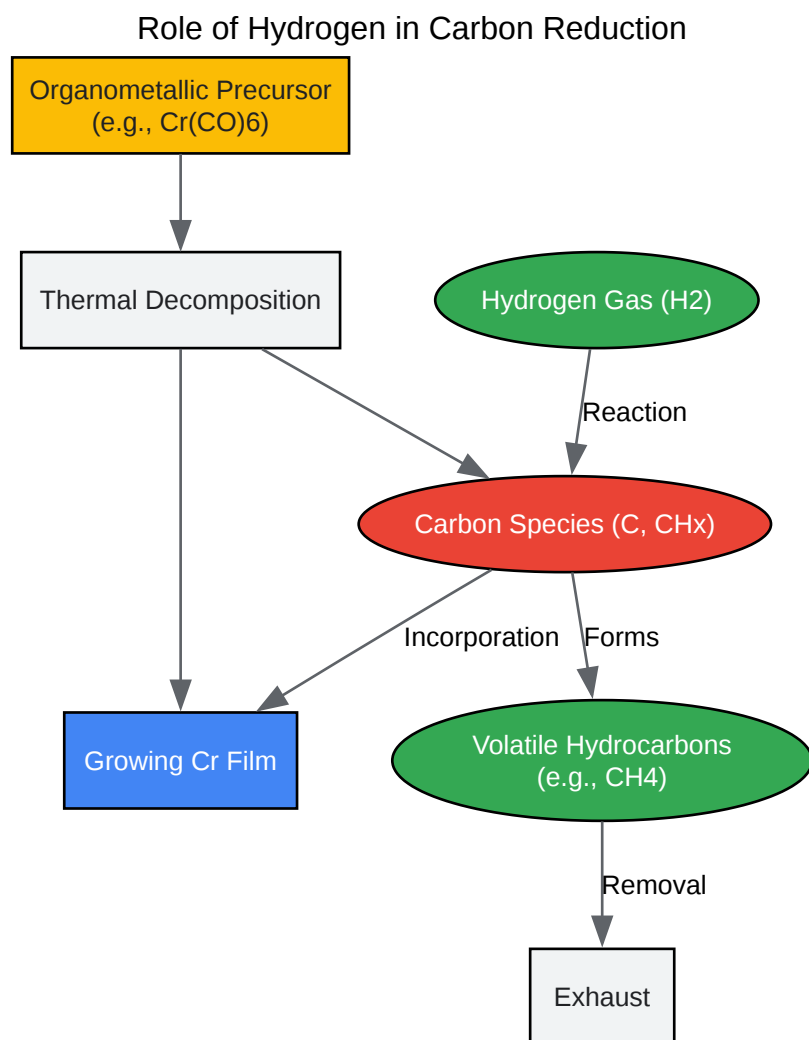 Role of Hydrogen in Carbon Reduction
Organometallic Precursor
(e.g., Cr(CO)6)
Thermal Decomposition
Hydrogen Gas (H2)
Reaction
Carbon Species (C, CHx)
Incorporation
Forms
Growing Cr Film
Volatile Hydrocarbons
(e.g., CH4)
Removal
Exhaust